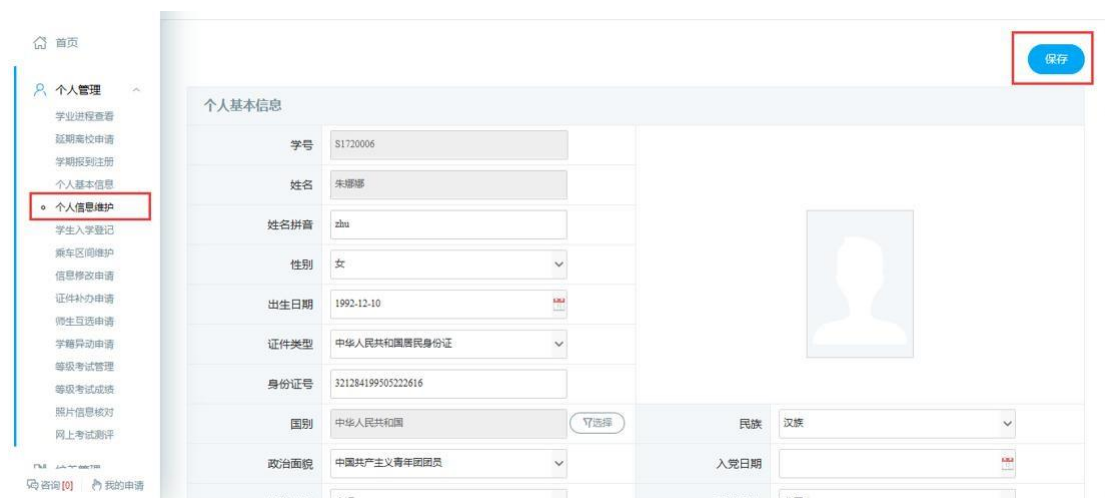 首页
保存
个人管理
学业进程查看
延期离校申请
学期报到注册
个人基本信息
个人信息维护
学生入学登记
乘车区间维护
信息修改申请
证件补办申请
师生互选申请
学籍异动申请
等级考试管理
等级考试成绩
照片信息核对
网上考试测评
咨询[0] 我的申请
个人基本信息
学号 S1720006
姓名 朱娜娜
姓名拼音 zhu
性别 女
出生日期 1992-12-10
证件类型 中华人民共和国居民身份证
身份证号 321284199505222616
国别 中华人民共和国 选择 民族 汉族
政治面貌 中国共产主义青年团团员 入党日期